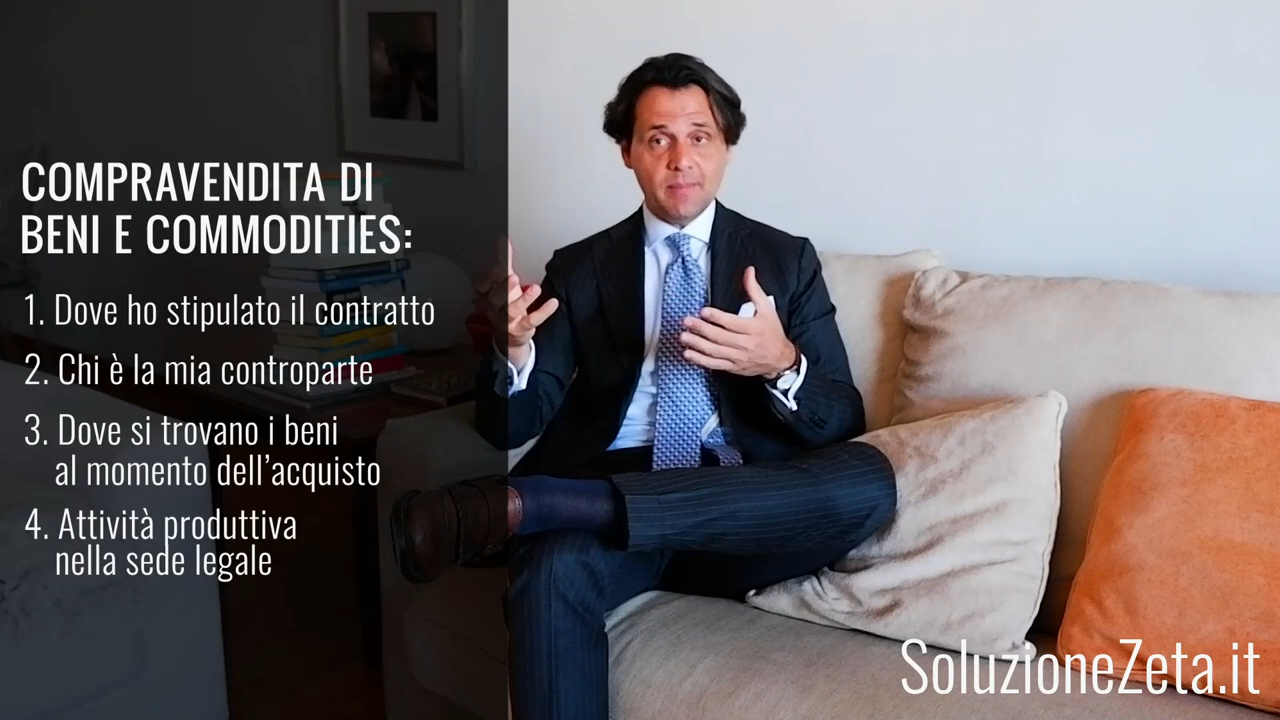 COMPRAVENDITA DI
BENI E COMMODITIES:
1. Dove ho stipulato il contratto
2. Chi è la mia controparte
3. Dove si trovano i beni
al momento dell'acquisto
4. Attività produttiva
nella sede legale
SoluzioneZeta.it